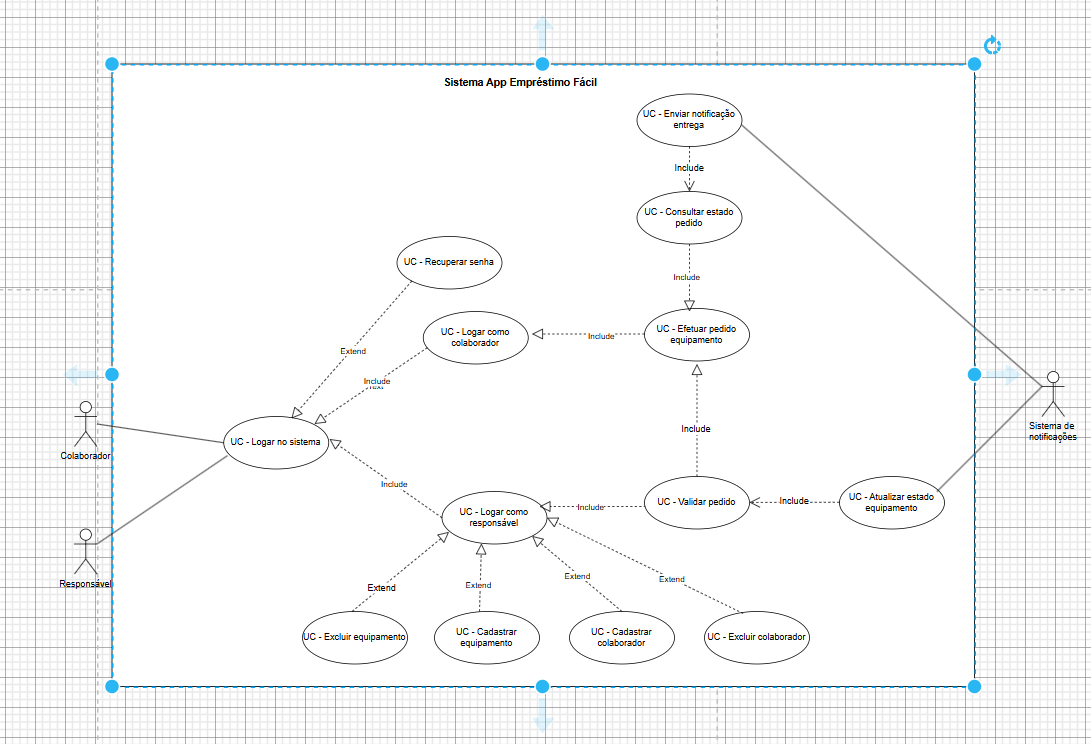 Sistema App Empréstimo Fácil
UC - Enviar notificação
entrega
Include
UC - Consultar estado
pedido
UC - Recuperar senha
Include
UC - Logar como
colaborador
Include
UC - Efetuar pedido
equipamento
Extend
Include
Text
Colaborador
UC - Logar no sistema
Include
Sistema de
notificações
Include
UC - Logar como
responsável
Include
UC - Validar pedido
Include
UC - Atualizar estado
equipamento
Responsável
Extend
Extend
Extend
Extend
UC - Excluir equipamento
UC - Cadastrar
equipamento
UC - Cadastrar
colaborador
UC - Excluir colaborador